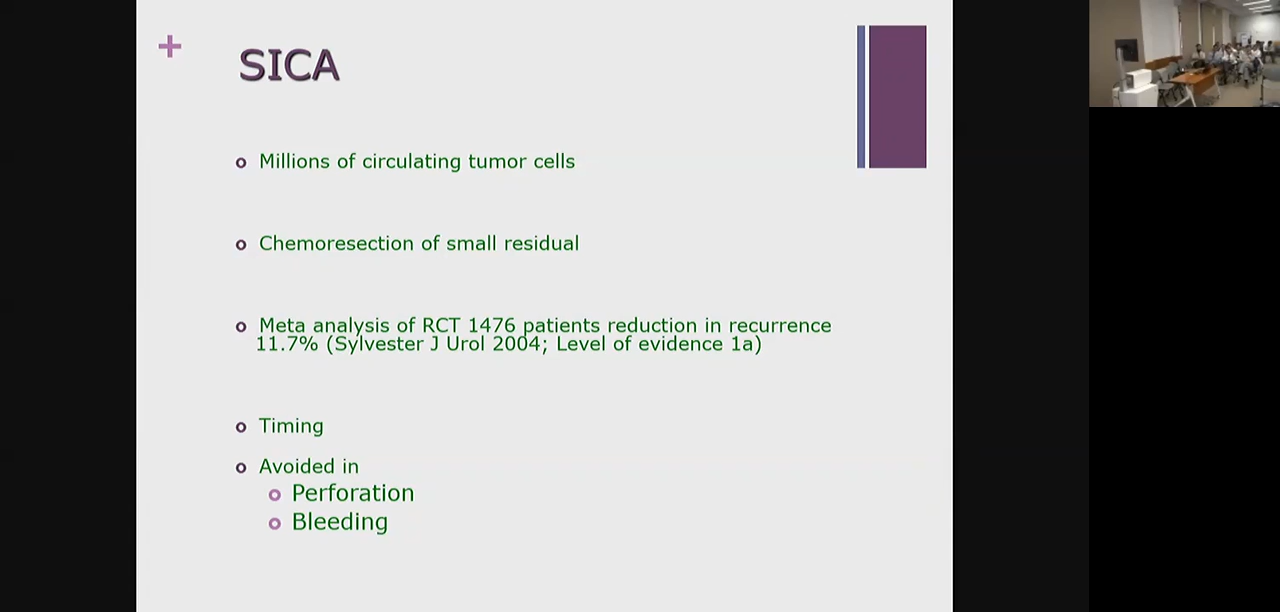 SICA
Millions of circulating tumor cells
Chemoresection of small residual
Meta analysis of RCT 1476 patients reduction in recurrence
11.7% (Sylvester J Urol 2004; Level of evidence 1a)
Timing
Avoided in
Perforation
Bleeding